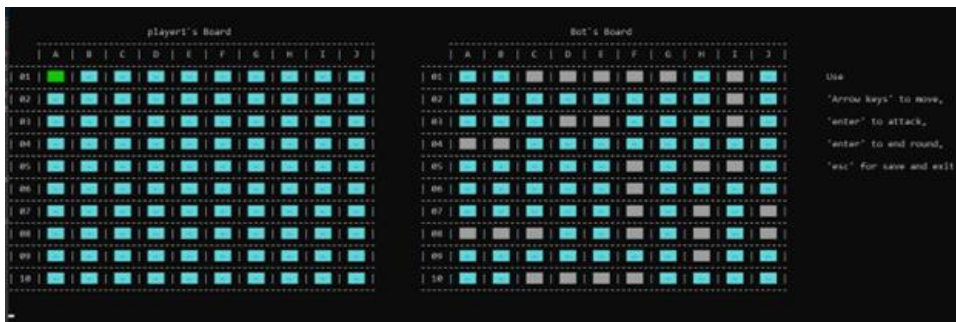 player1's Board
Bot's Board
| A | B | C | D | E | F | G | H | I | J |
| A | B | C | D | E | F | G | H | I | J |
| 01 |
| 01 |
Use
| 02 |
| 02 |
'Arrow keys' to move,
| 03 |
| 03 |
'enter' to attack,
| 04 |
| 04 |
'enter' to end round,
| 05 |
| 05 |
'esc' for save and exit
| 06 |
| 06 |
| 07 |
| 07 |
| 08 |
| 08 |
| 09 |
| 09 |
| 10 |
| 10 |